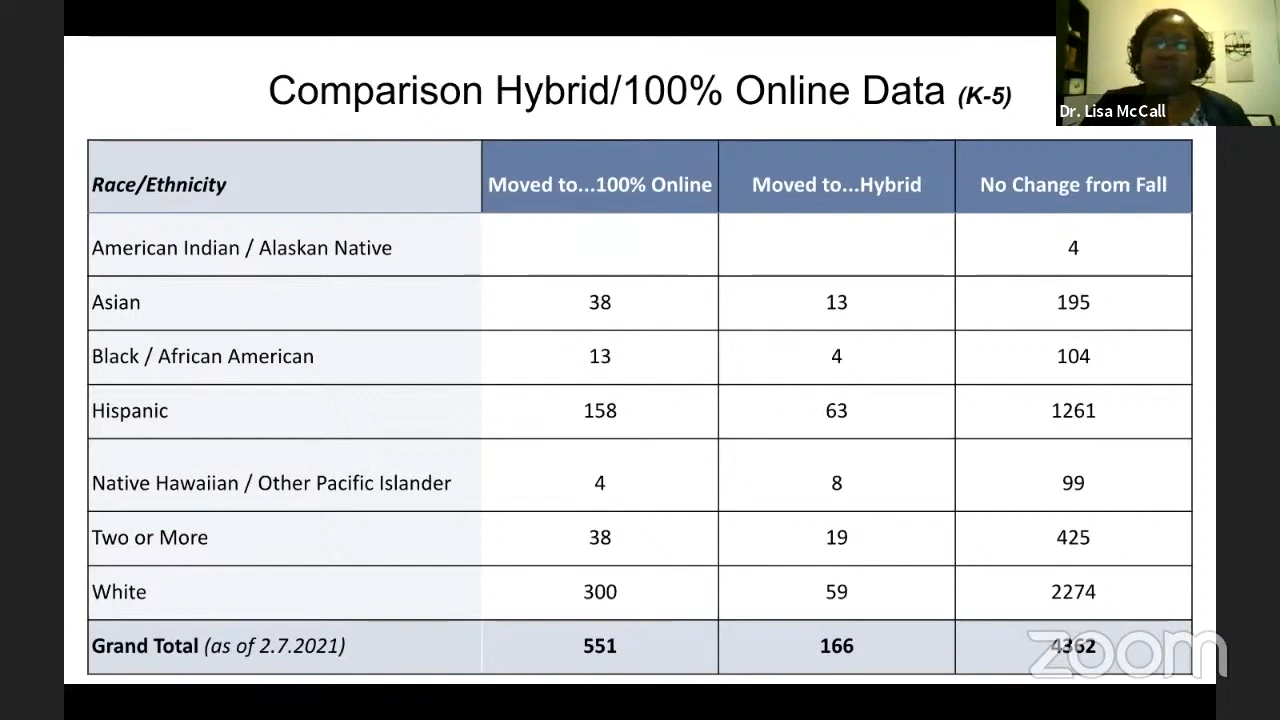 Comparison Hybrid/100% Online Data (K-5)
Dr. Lisa McCall
Race/Ethnicity Moved to...100% Online Moved to...Hybrid No Change from Fall
American Indian / Alaskan Native 4
Asian 38 13 195
Black / African American 13 4 104
Hispanic 158 63 1261
Native Hawaiian / Other Pacific Islander 4 8 99
Two or More 38 19 425
White 300 59 2274
Grand Total (as of 2.7.2021) 551 166 4362
zoom